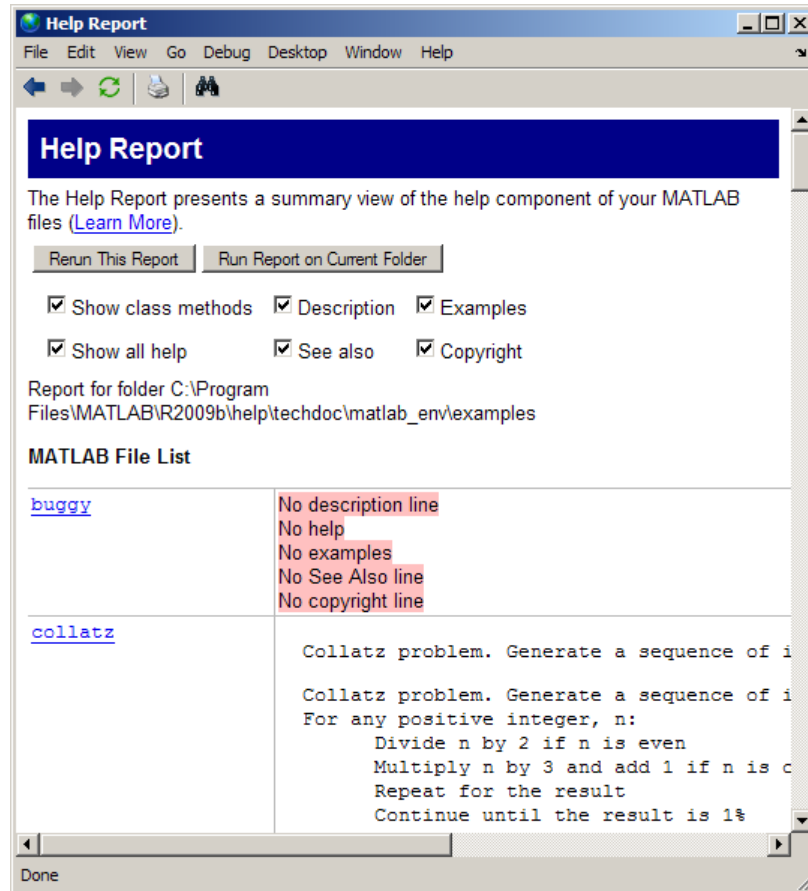 Help Report
File Edit View Go Debug Desktop Window Help
Help Report
The Help Report presents a summary view of the help component of your MATLAB
files (Learn More).
Rerun This Report Run Report on Current Folder
Show class methods Description Examples
Show all help See also Copyright
Report for folder C:\Program
Files\MATLAB\R2009b\help\techdoc\matlab_env\examples
MATLAB File List
buggy
No description line
No help
No examples
No See Also line
No copyright line
collatz
Collatz problem. Generate a sequence of i
Collatz problem. Generate a sequence of i
For any positive integer, n:
Divide n by 2 if n is even
Multiply n by 3 and add 1 if n is
Repeat for the result
Continue until the result is 1%
Done